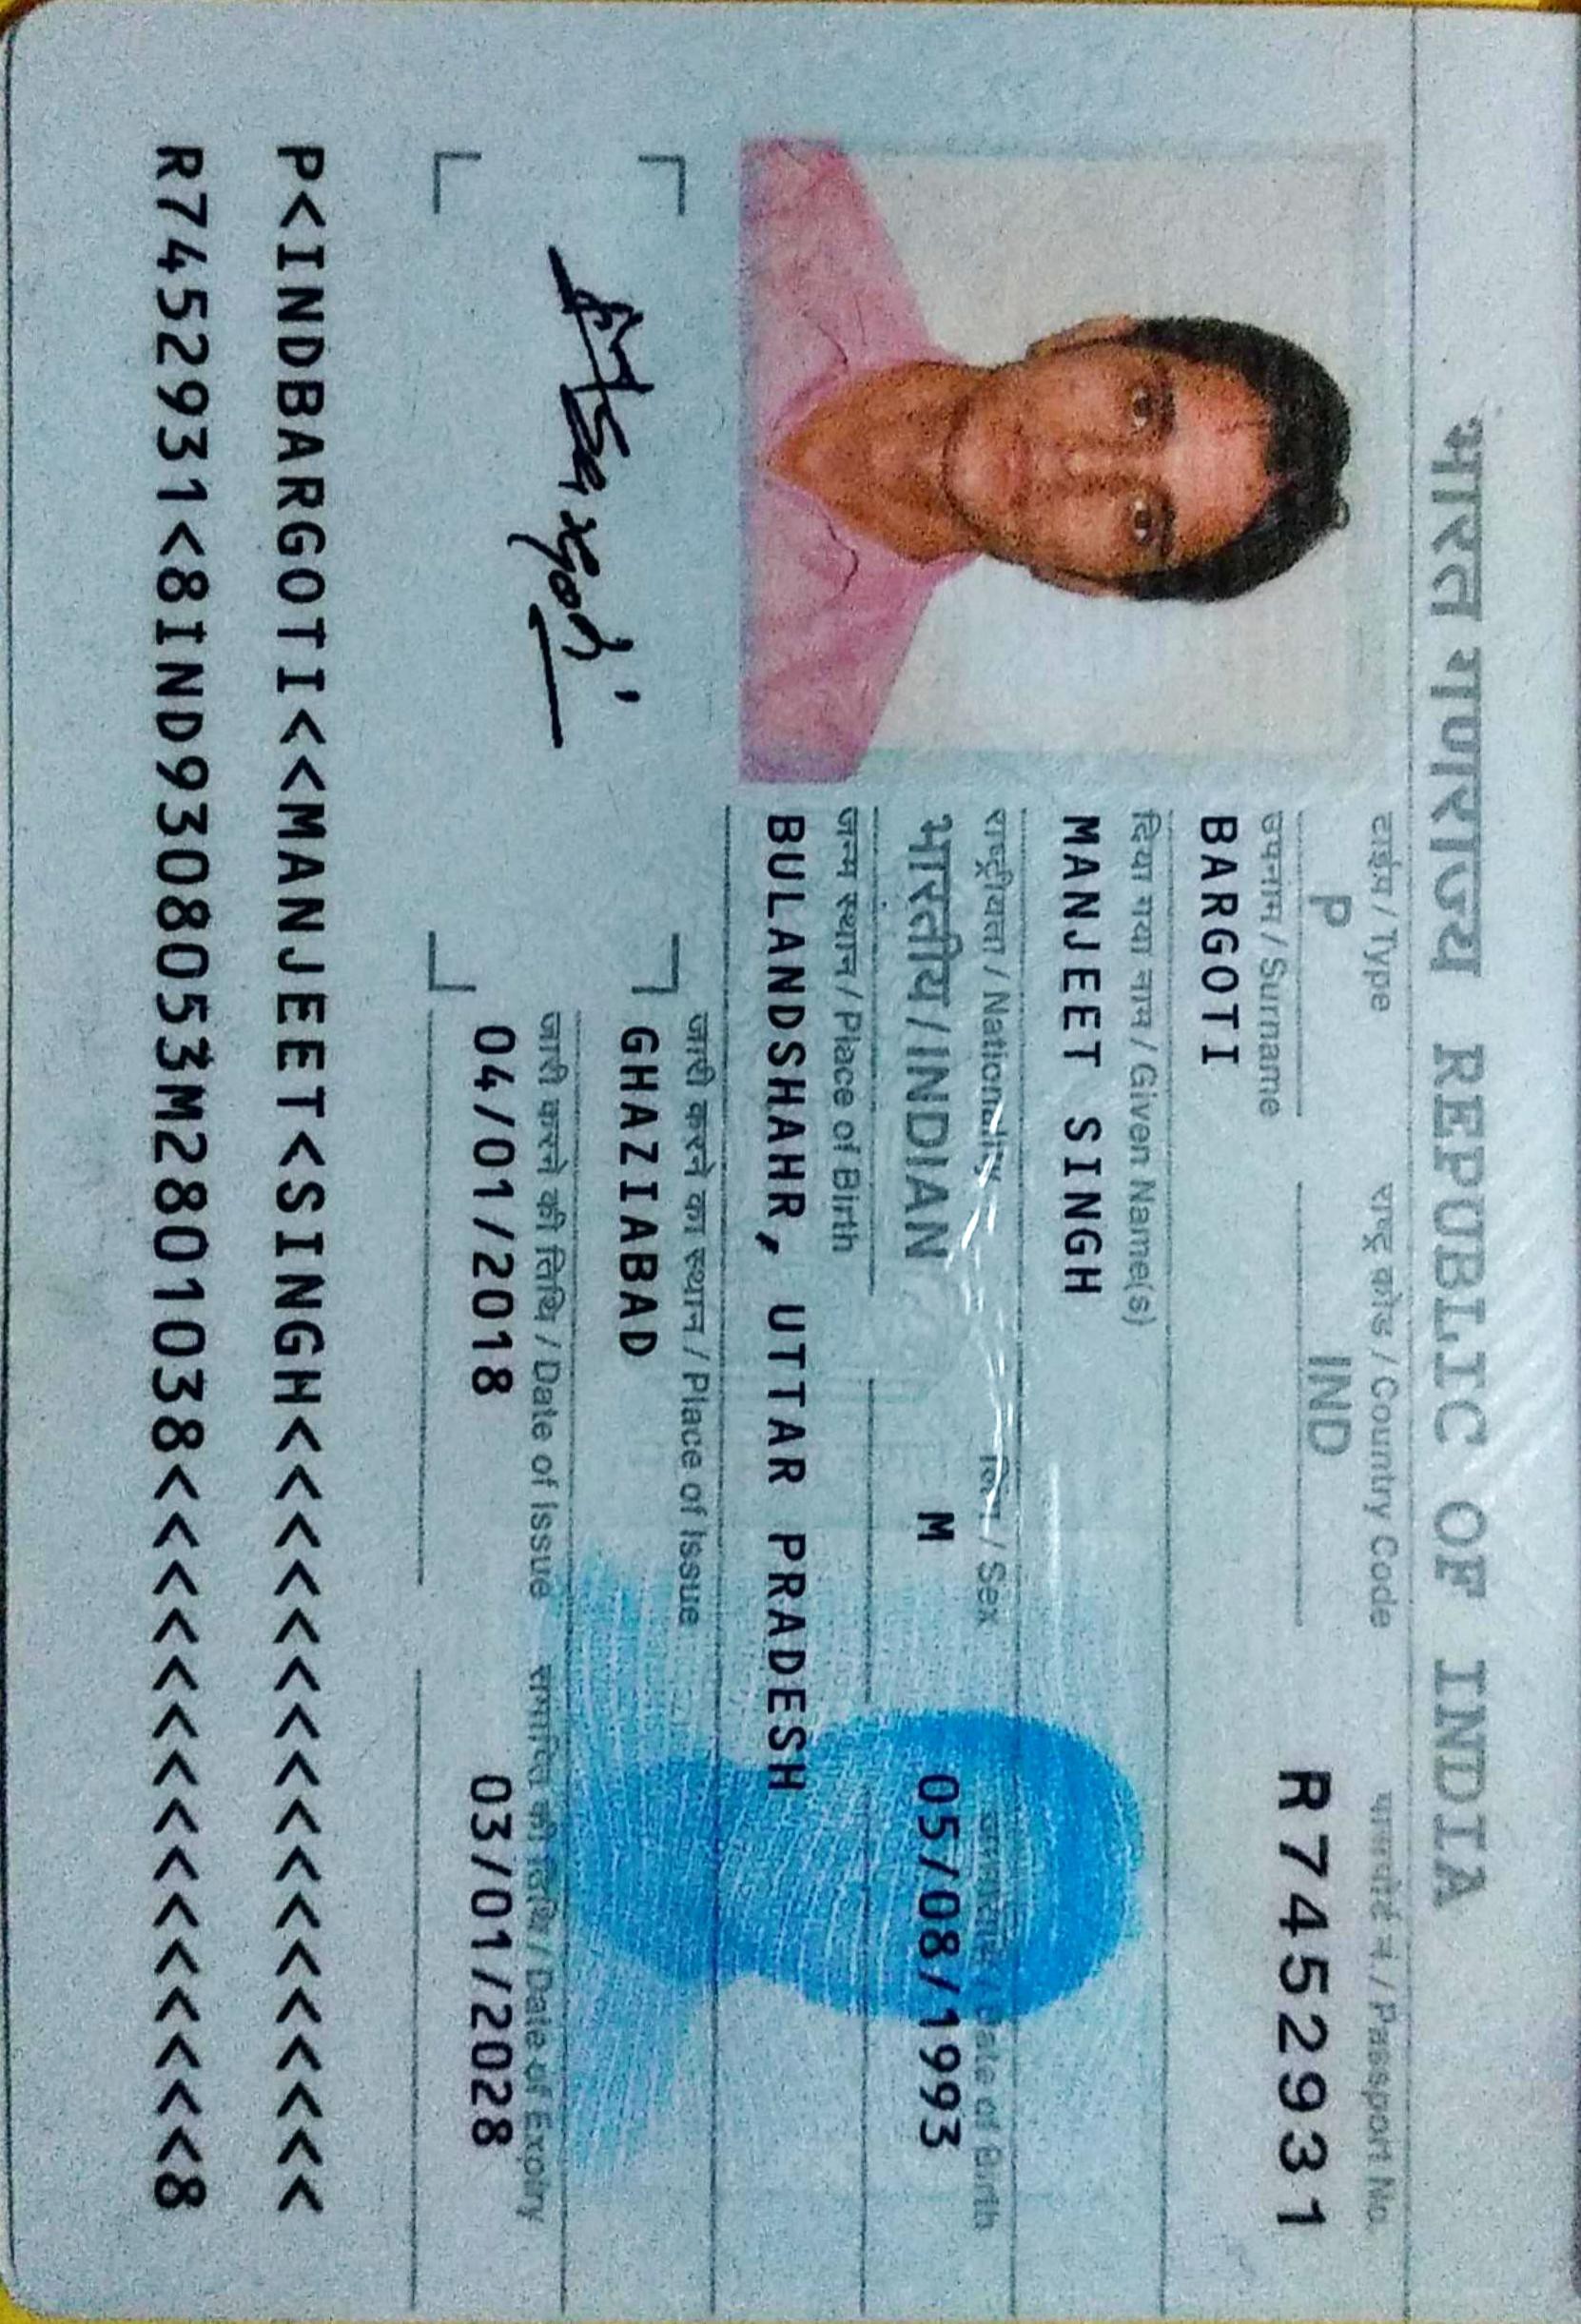 भारत गणराज्य REPUBLIC OF INDIA
टाईप / Type राष्ट्र कोड / Country Code पासपोर्ट नं. / Passport No.
P IND R7452931
उपनाम / Surname
BARGOTI
दिया गया नाम / Given Name(s)
MANJEET SINGH
राष्ट्रीयता / Nationality लिंग / Sex जन्मतिथि / Date of Birth
भारतीय / INDIAN M 05/08/1993
जन्म स्थान / Place of Birth
BULANDSHAHR, UTTAR PRADESH
जारी करने का स्थान / Place of Issue
GHAZIABAD
जारी करने की तिथि / Date of Issue समाप्ति की तिथि / Date of Expiry
04/01/2018 03/01/2028
P<INDBARGOTI<<MANJEET<SINGH<<<<<<<<<<<<<<<<<
R7452931<8IND9308053M2801038<<<<<<<<<<<<<<<8